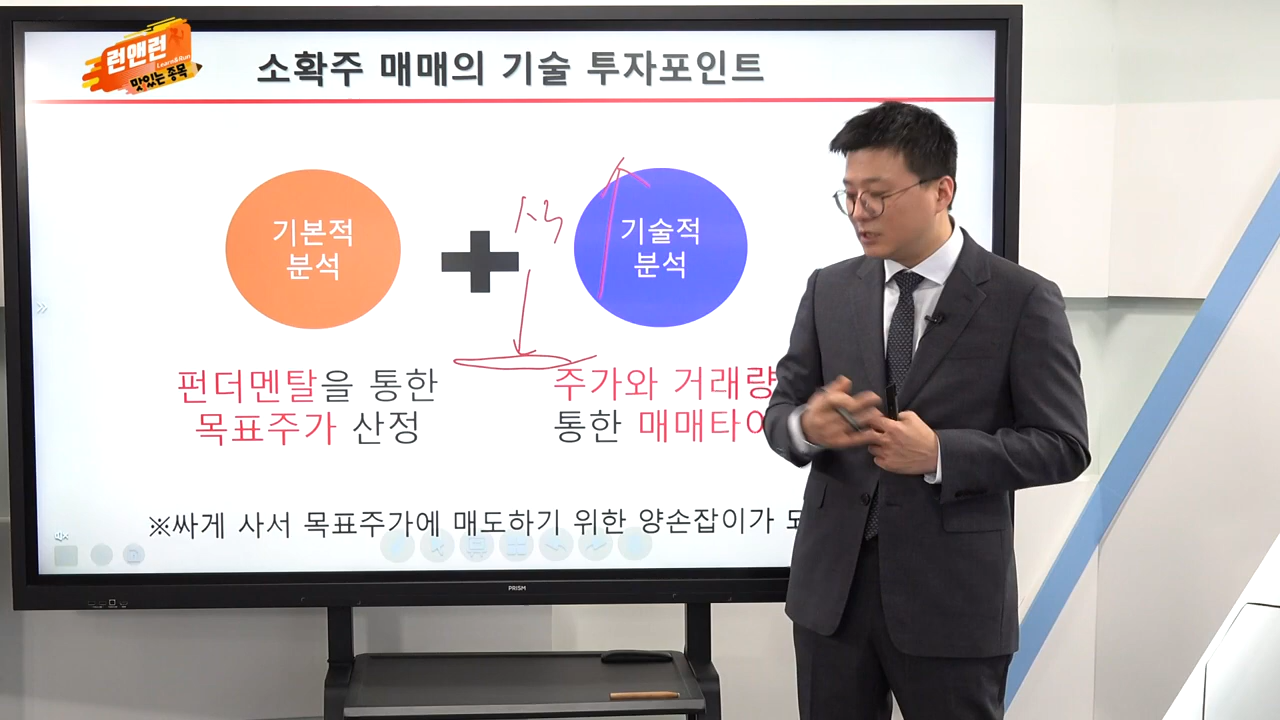 런앤런
Learn&Run
맛있는 종목
소확주 매매의 기술 투자포인트
기본적
분석
기술적
분석
펀더멘탈을 통한
목표주가 산정
주가와 거래량
통한 매매타이
※싸게 사서 목표주가에 매도하기 위한 양손잡이가
PRISM